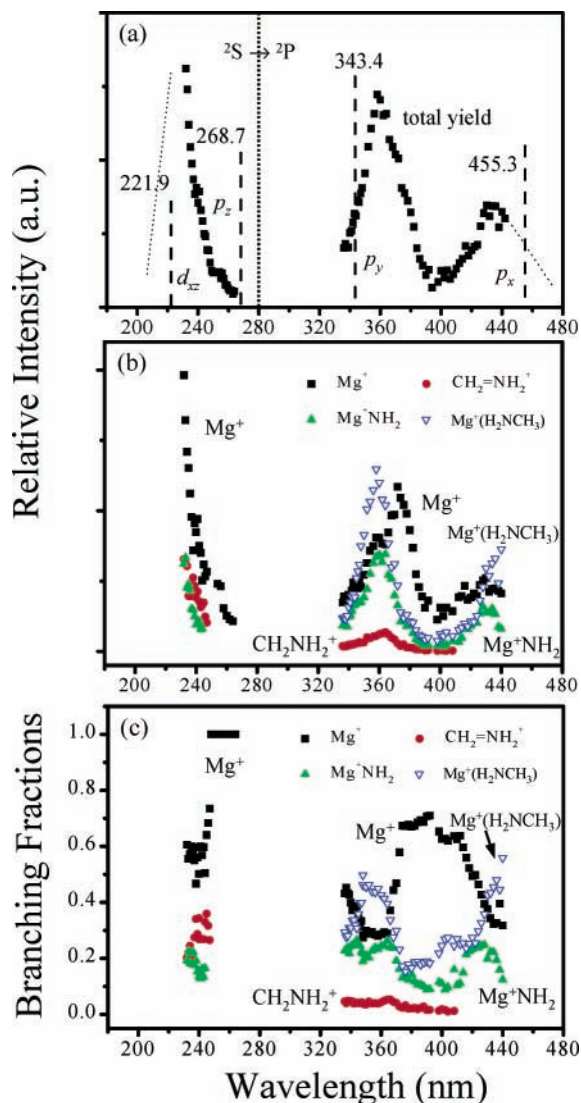 (a) ²S → ²P 343.4
total yield
268.7 455.3
221.9
p_z
d_xz p_y p_x
200 240 280 320 360 400 440 480
Relative Intensity (a.u.)
(b) Mg⁺ CH₂=NH₂⁺
Mg⁺NH₂ Mg⁺(H₂NCH₃)
Mg⁺
Mg⁺
Mg⁺(H₂NCH₃)
CH₂NH₂⁺ Mg⁺NH₂
200 240 280 320 360 400 440 480
(c) Mg⁺ CH₂=NH₂⁺
Mg⁺NH₂ Mg⁺(H₂NCH₃)
1.0
0.8
0.6
0.4
0.2
0.0
Mg⁺
Mg⁺ Mg⁺(H₂NCH₃)
CH₂NH₂⁺ Mg⁺NH₂
Branching Fractions
200 240 280 320 360 400 440 480
Wavelength (nm)